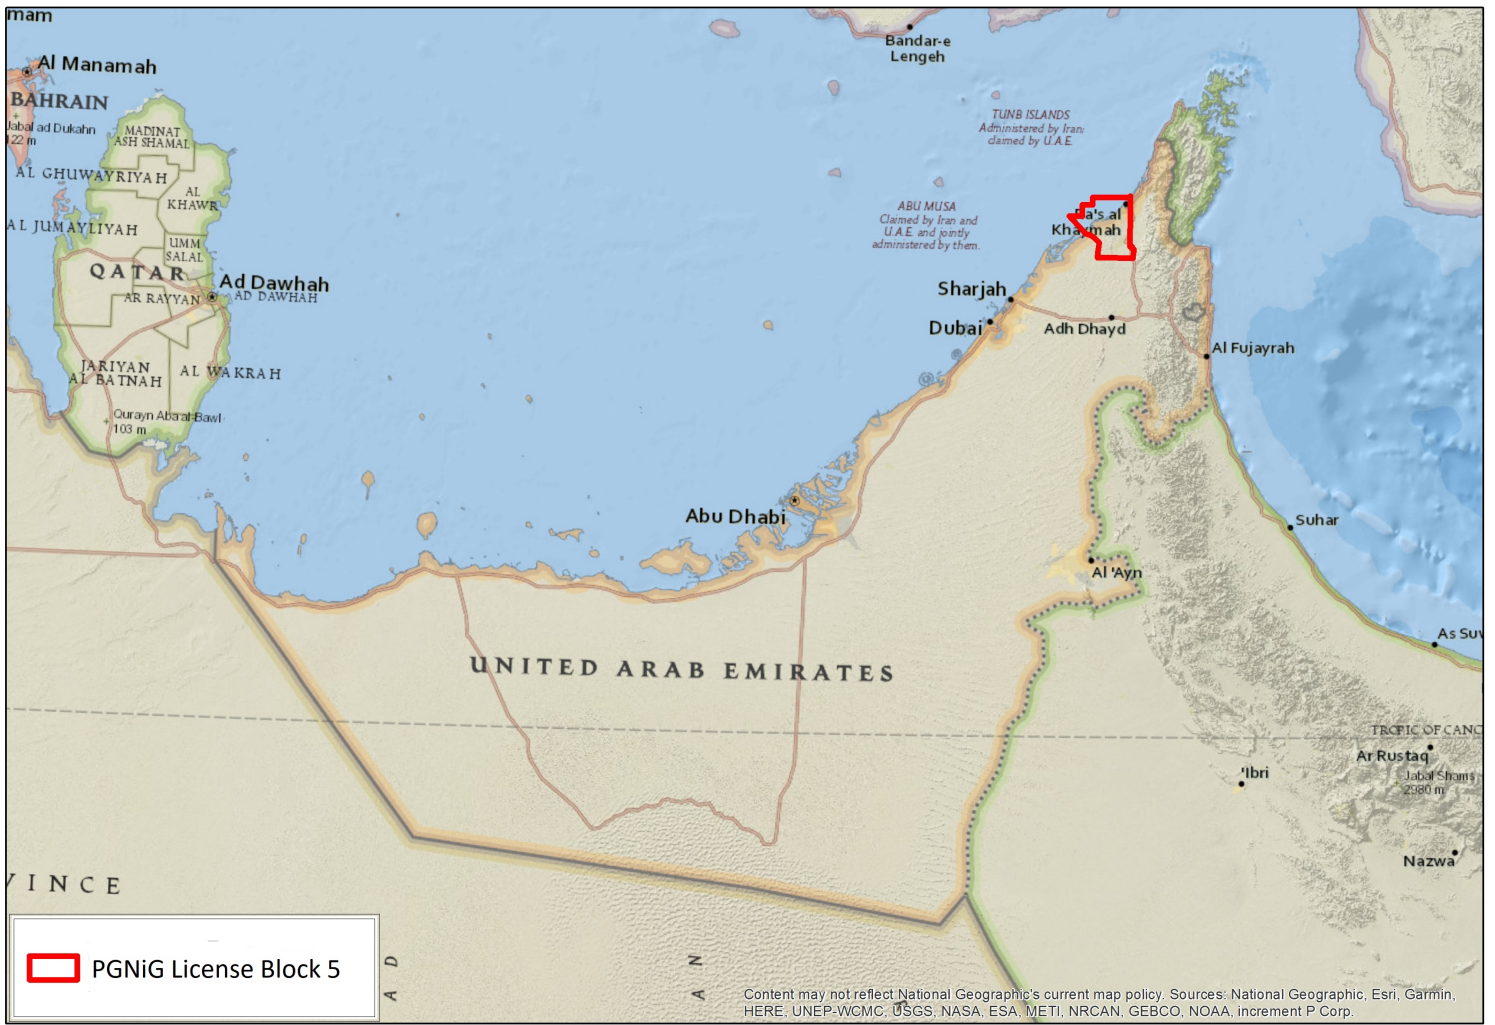 mam
Al Manamah
BAHRAIN
Jabal ad Dukahn
122 m
MADINAT
ASH SHAMAL
AL GHUWAYRIYAH
AL
KHAWR
AL JUMAYLIYAH
UMM
SALAL
QATAR
Ad Dawhah
AR RAYYAN
AD DAWHAH
JARIYAN
AL BATNAH
AL WAKRAH
Qurayn Aba al-Bawl
103 m
Bandar-e
Lengeh
TUNB ISLANDS
Administered by Iran;
claimed by U.A.E.
ABU MUSA
Claimed by Iran and
U.A.E. and jointly
administered by them.
Ra's al
Khaymah
Sharjah
Dubai
Adh Dhayd
Al Fujayrah
Abu Dhabi
Suhar
Al 'Ayn
As Suw
UNITED ARAB EMIRATES
TROPIC OF CANC
Ar Rustaq
Jabal Shams
2980 m
'Ibri
Nazwa
VINCE
A D
A N
PGNiG License Block 5
Content may not reflect National Geographic's current map policy. Sources: National Geographic, Esri, Garmin,
HERE, UNEP-WCMC, USGS, NASA, ESA, METI, NRCAN, GEBCO, NOAA, increment P Corp.